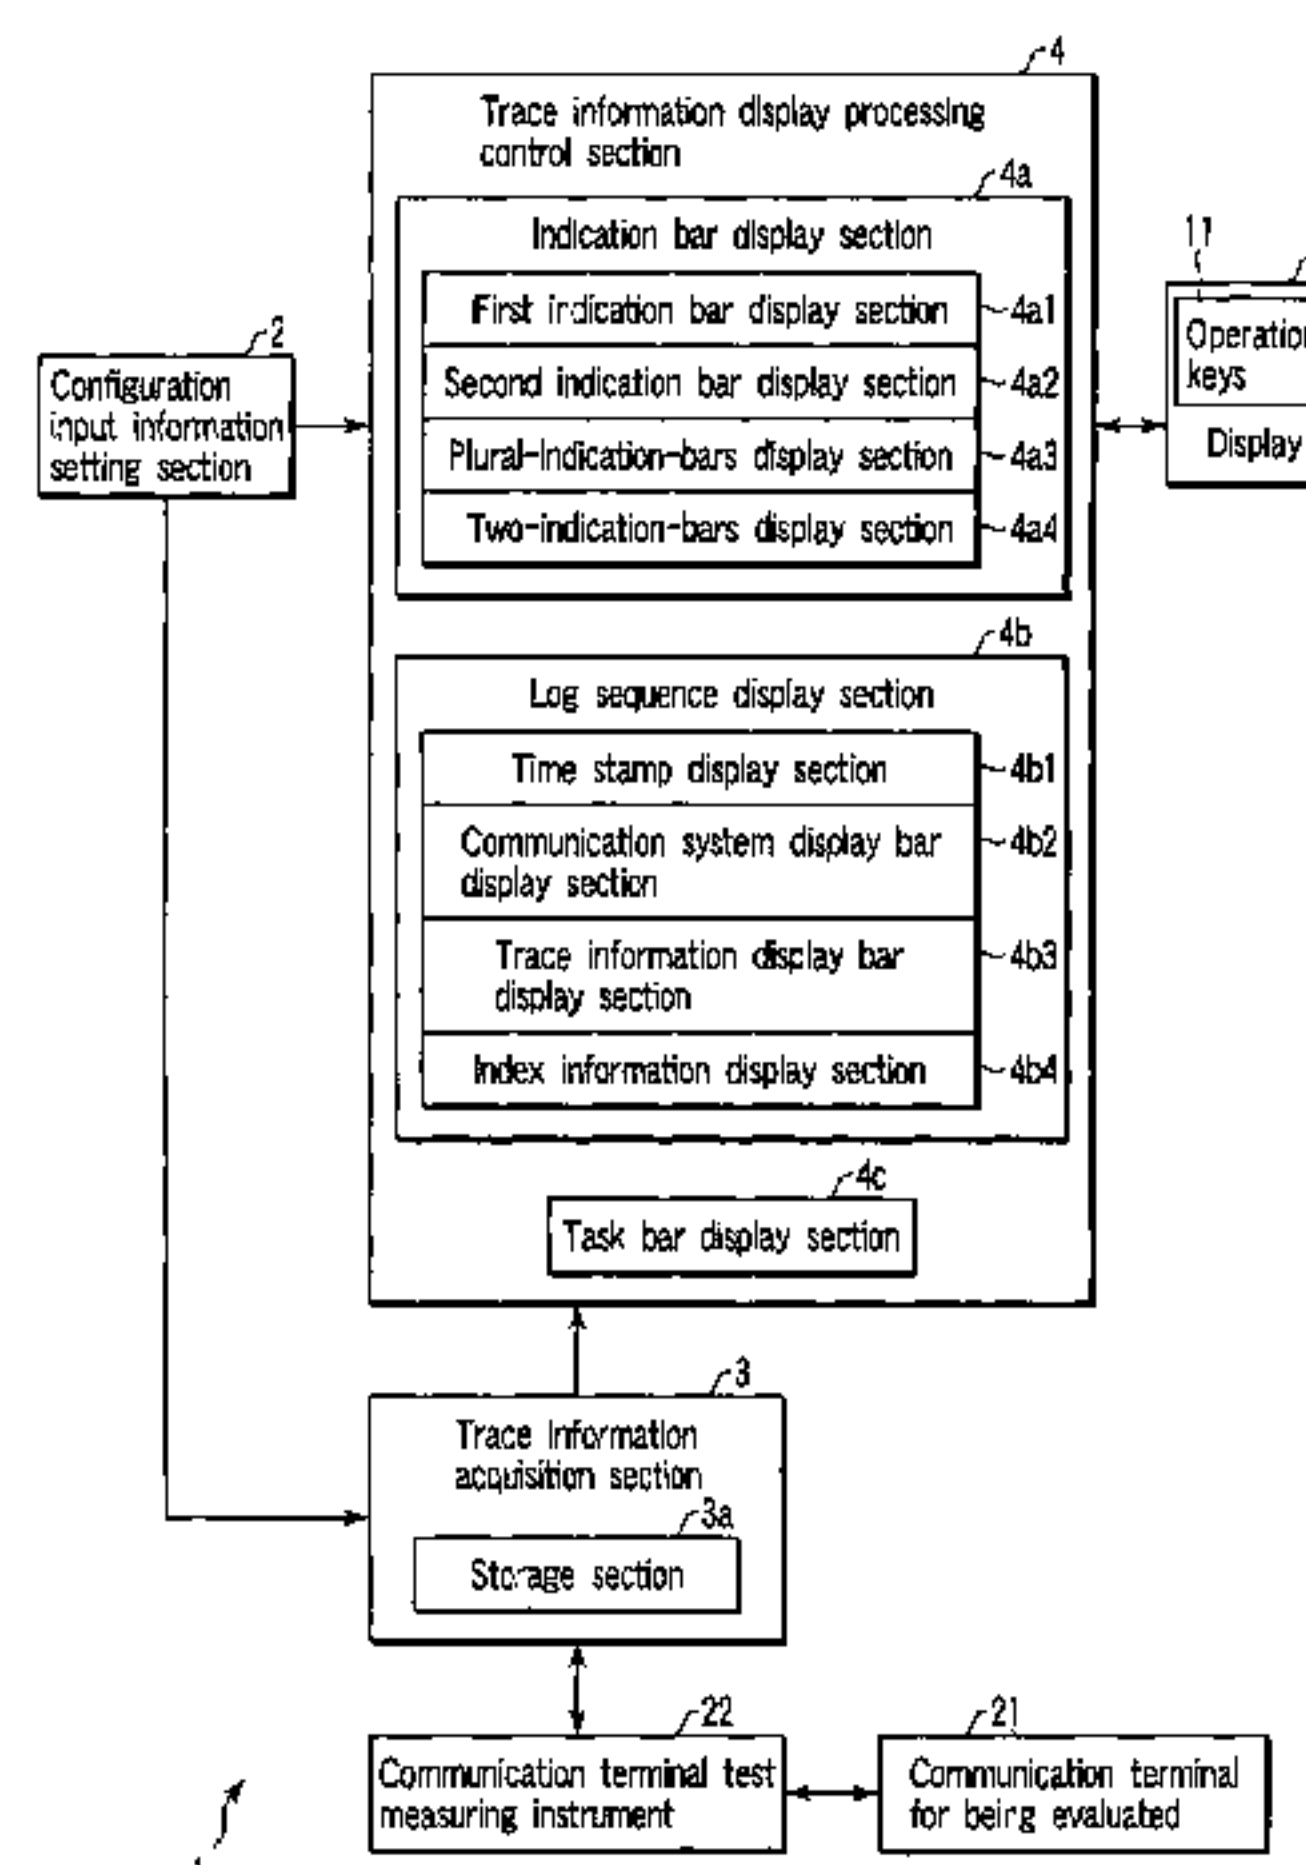 4
Trace information display processing
control section
4a
Indication bar display section
First indication bar display section
4a1
Second indication bar display section
4a2
Plural-indication-bars display section
4a3
Two-indication-bars display section
4a4
11
Operation
keys
Display
2
Configuration
input information
setting section
4b
Log sequence display section
Time stamp display section
4b1
Communication system display bar
display section
4b2
Trace information display bar
display section
4b3
Index information display section
4b4
4c
Task bar display section
3
Trace information
acquisition section
3a
Storage section
22
Communication terminal test
measuring instrument
21
Communication terminal
for being evaluated